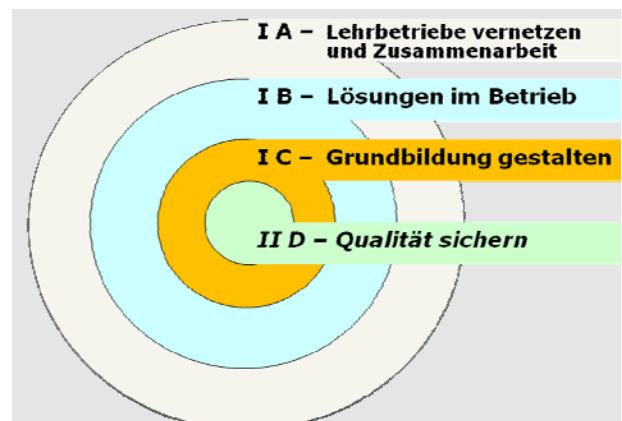 I A – Lehrbetriebe vernetzen
und Zusammenarbeit
I B – Lösungen im Betrieb
I C – Grundbildung gestalten
II D – Qualität sichern